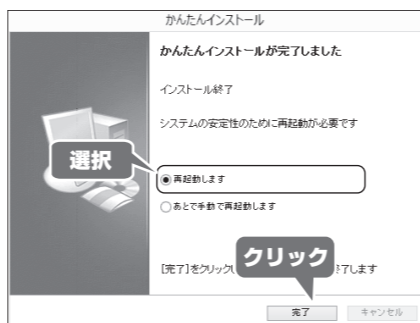 かんたんインストール
かんたんインストールが完了しました
インストール終了
システムの安定性のために再起動が必要です
選択
再起動します
あとで手動で再起動します
クリック
[完了]をクリックし 了します
完了
キャンセル